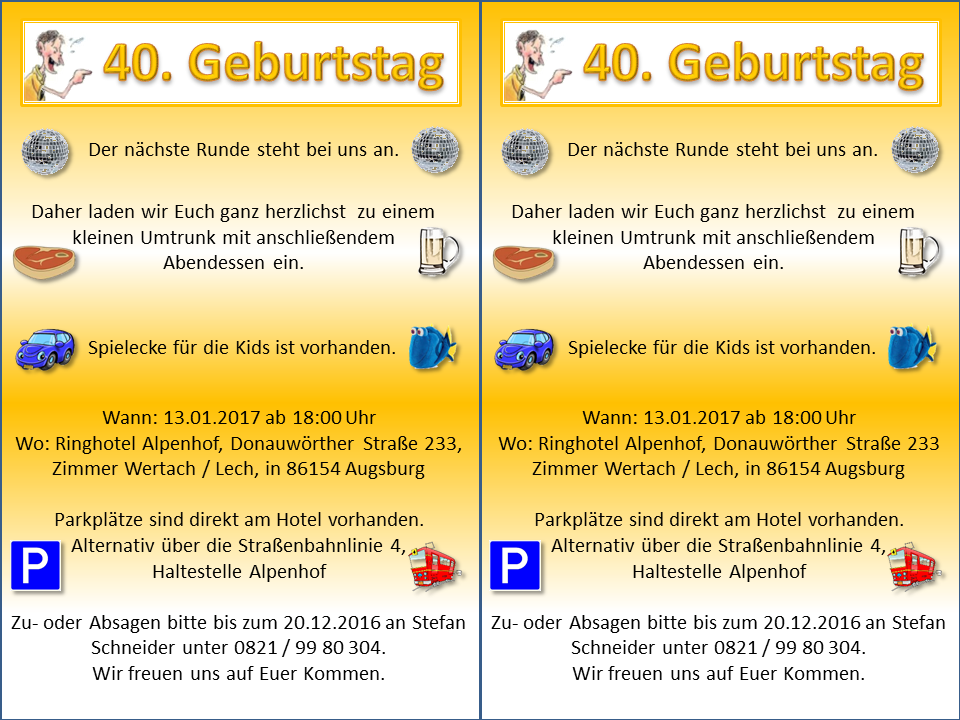 40. Geburtstag
Der nächste Runde steht bei uns an.
Daher laden wir Euch ganz herzlichst  zu einem
kleinen Umtrunk mit anschließendem
Abendessen ein.
Spielecke für die Kids ist vorhanden.
Wann: 13.01.2017 ab 18:00 Uhr
Wo: Ringhotel Alpenhof, Donauwörther Straße 233,
Zimmer Wertach / Lech, in 86154 Augsburg
Parkplätze sind direkt am Hotel vorhanden.
Alternativ über die Straßenbahnlinie 4,
P
Haltestelle Alpenhof
Zu- oder Absagen bitte bis zum 20.12.2016 an Stefan
Schneider unter 0821 / 99 80 304.
Wir freuen uns auf Euer Kommen.
40. Geburtstag
Der nächste Runde steht bei uns an.
Daher laden wir Euch ganz herzlichst  zu einem
kleinen Umtrunk mit anschließendem
Abendessen ein.
Spielecke für die Kids ist vorhanden.
Wann: 13.01.2017 ab 18:00 Uhr
Wo: Ringhotel Alpenhof, Donauwörther Straße 233
Zimmer Wertach / Lech, in 86154 Augsburg
Parkplätze sind direkt am Hotel vorhanden.
Alternativ über die Straßenbahnlinie 4,
P
Haltestelle Alpenhof
Zu- oder Absagen bitte bis zum 20.12.2016 an Stefan
Schneider unter 0821 / 99 80 304.
Wir freuen uns auf Euer Kommen.